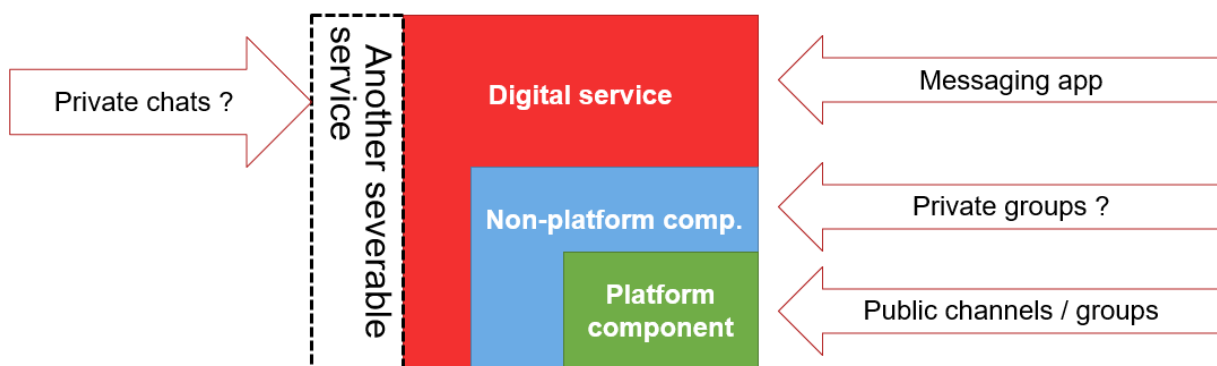 Private chats ?
Another severable
service
Digital service
Messaging app
Non-platform comp.
Private groups ?
Platform
component
Public channels / groups